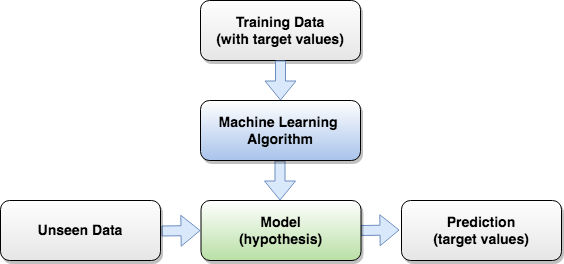 Training Data
(with target values)
Machine Learning
Algorithm
Unseen Data
Model
(hypothesis)
Prediction
(target values)